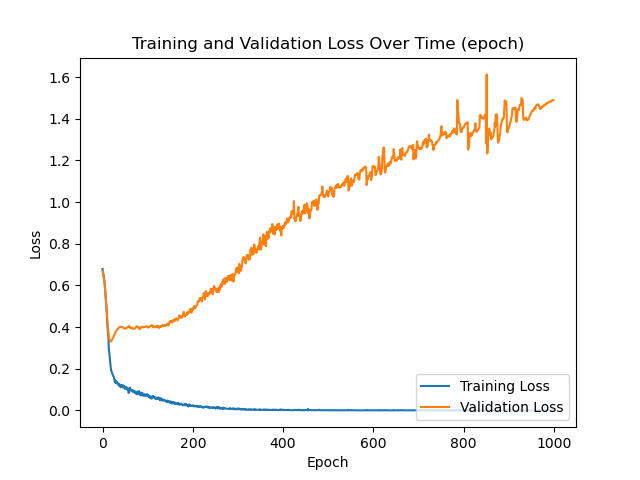 Training and Validation Loss Over Time (epoch)
Loss
1.6
1.4
1.2
1.0
0.8
0.6
0.4
0.2
0.0
Training Loss
Validation Loss
0 200 400 600 800 1000
Epoch